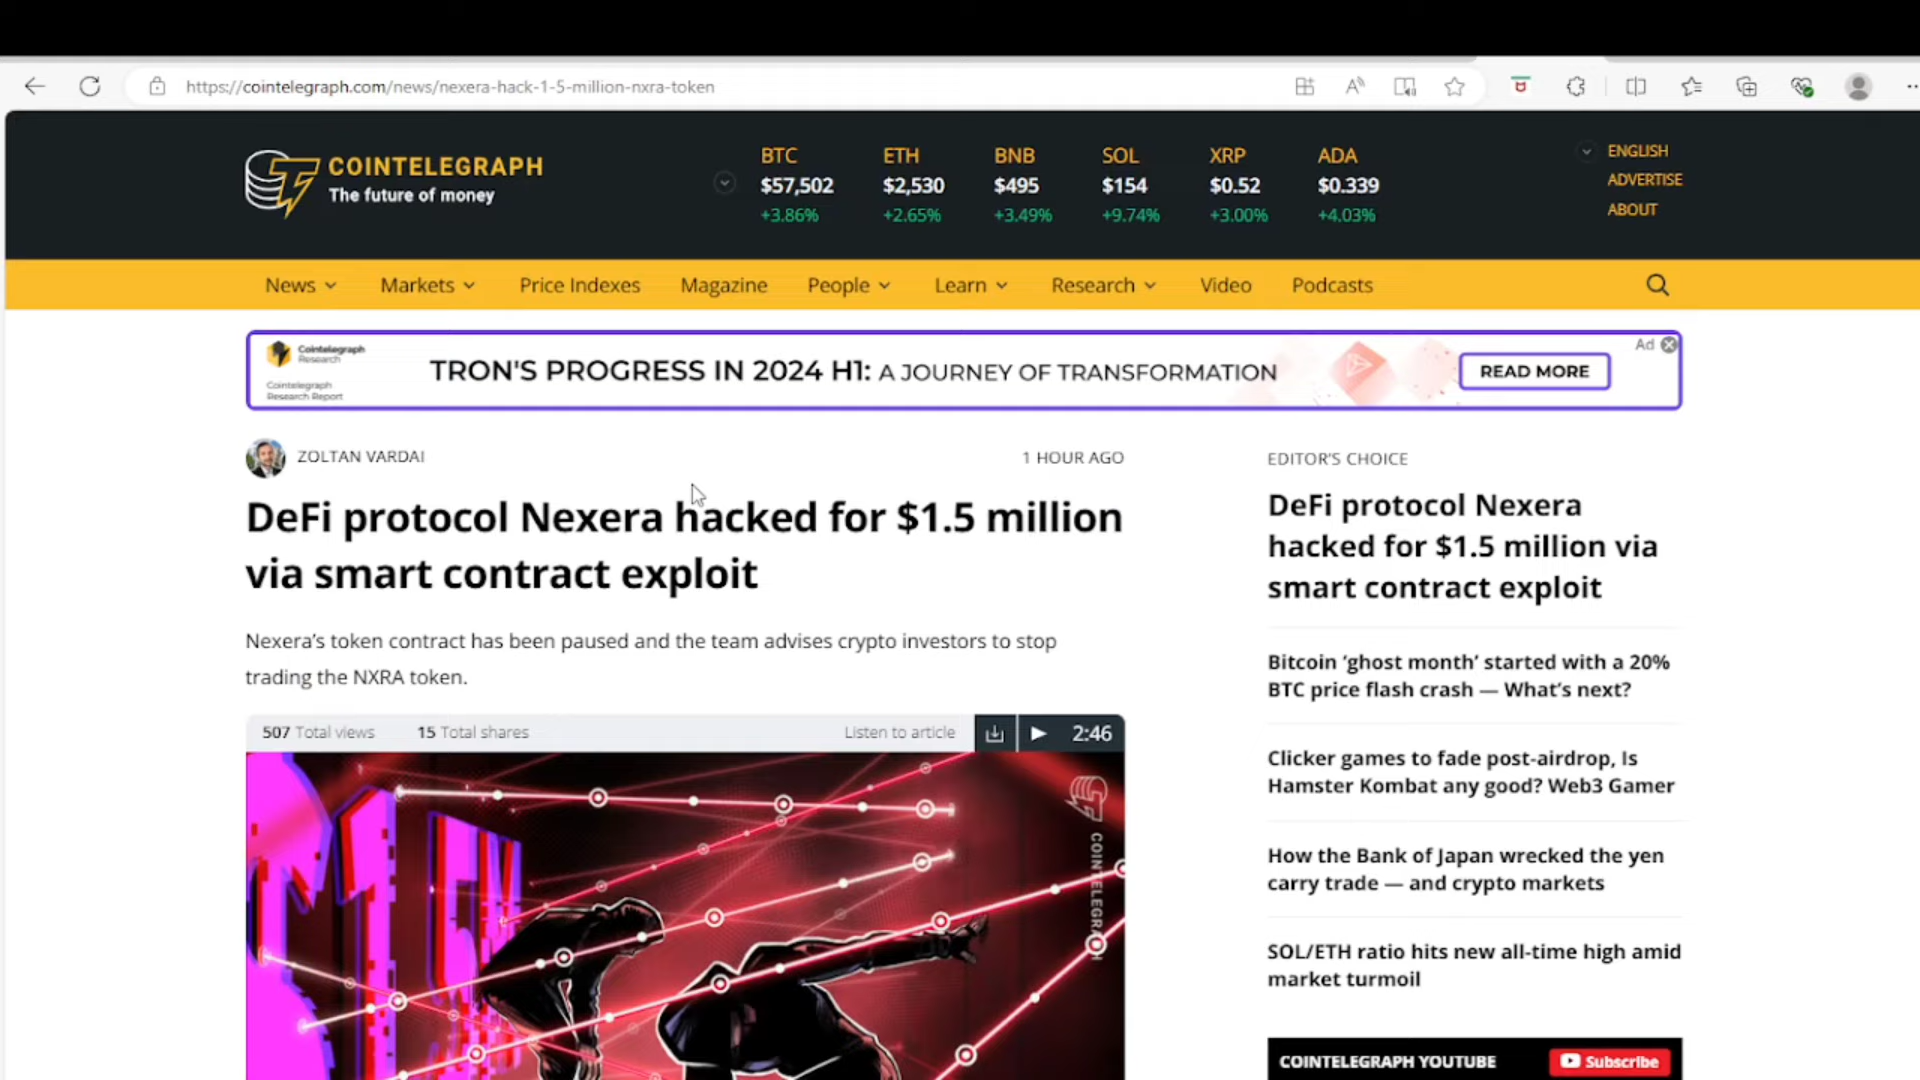 https://cointelegraph.com/news/nexera-hack-1-5-million-nxra-token
COINTELEGRAPH
The future of money
BTC ETH BNB SOL XRP ADA
$57,502 $2,530 $495 $154 $0.52 $0.339
+3.86% +2.65% +3.49% +9.74% +3.00% +4.03%
ENGLISH
ADVERTISE
ABOUT
News Markets Price Indexes Magazine People Learn Research Video Podcasts
Cointelegraph
Research
Cointelegraph
Research Report
TRON'S PROGRESS IN 2024 H1: A JOURNEY OF TRANSFORMATION
READ MORE
Ad
ZOLTAN VARDAI
1 HOUR AGO
DeFi protocol Nexera hacked for $1.5 million
via smart contract exploit
Nexera’s token contract has been paused and the team advises crypto investors to stop
trading the NXRA token.
507 Total views 15 Total shares Listen to article 2:46
COINTELEGRAPH
EDITOR’S CHOICE
DeFi protocol Nexera
hacked for $1.5 million via
smart contract exploit
Bitcoin ‘ghost month’ started with a 20%
BTC price flash crash — What’s next?
Clicker games to fade post-airdrop, Is
Hamster Kombat any good? Web3 Gamer
How the Bank of Japan wrecked the yen
carry trade — and crypto markets
SOL/ETH ratio hits new all-time high amid
market turmoil
COINTELEGRAPH YOUTUBE
Subscribe